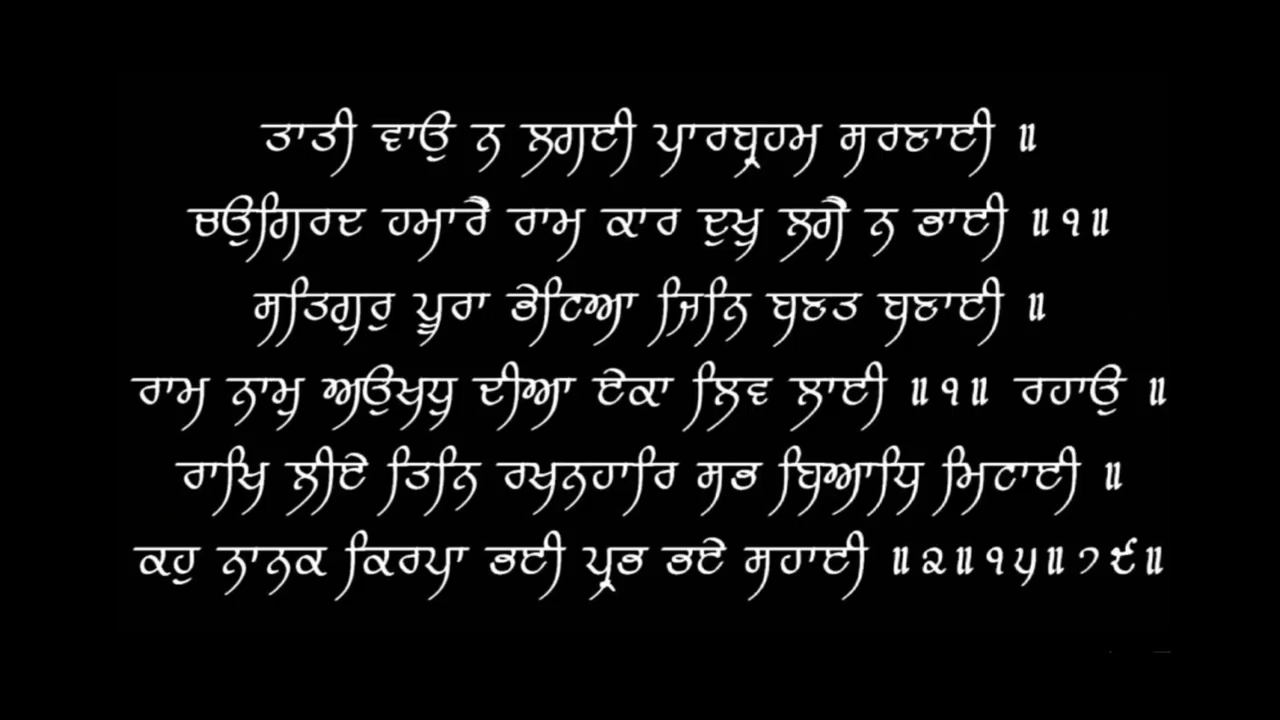 ਤਾਤੀ ਵਾਉ ਨ ਲਗਈ ਪਾਰਬ੍ਰਹਮ ਸਰਣਾਈ ॥
ਚਉਗਿਰਦ ਹਮਾਰੈ ਰਾਮ ਕਾਰ ਦੁਖੁ ਲਗੈ ਨ ਭਾਈ ॥੧॥
ਸਤਿਗੁਰੁ ਪੂਰਾ ਭੇਟਿਆ ਜਿਨਿ ਬਣਤ ਬਣਾਈ ॥
ਰਾਮ ਨਾਮੁ ਅਉਖਧੁ ਦੀਆ ਏਕਾ ਲਿਵ ਲਾਈ ॥੧॥ ਰਹਾਉ ॥
ਰਾਖਿ ਲੀਏ ਤਿਨਿ ਰਖਨਹਾਰਿ ਸਭ ਬਿਆਧਿ ਮਿਟਾਈ ॥
ਕਹੁ ਨਾਨਕ ਕਿਰਪਾ ਭਈ ਪ੍ਰਭ ਭਏ ਸਹਾਈ ॥੨॥੧੫॥੭੯॥